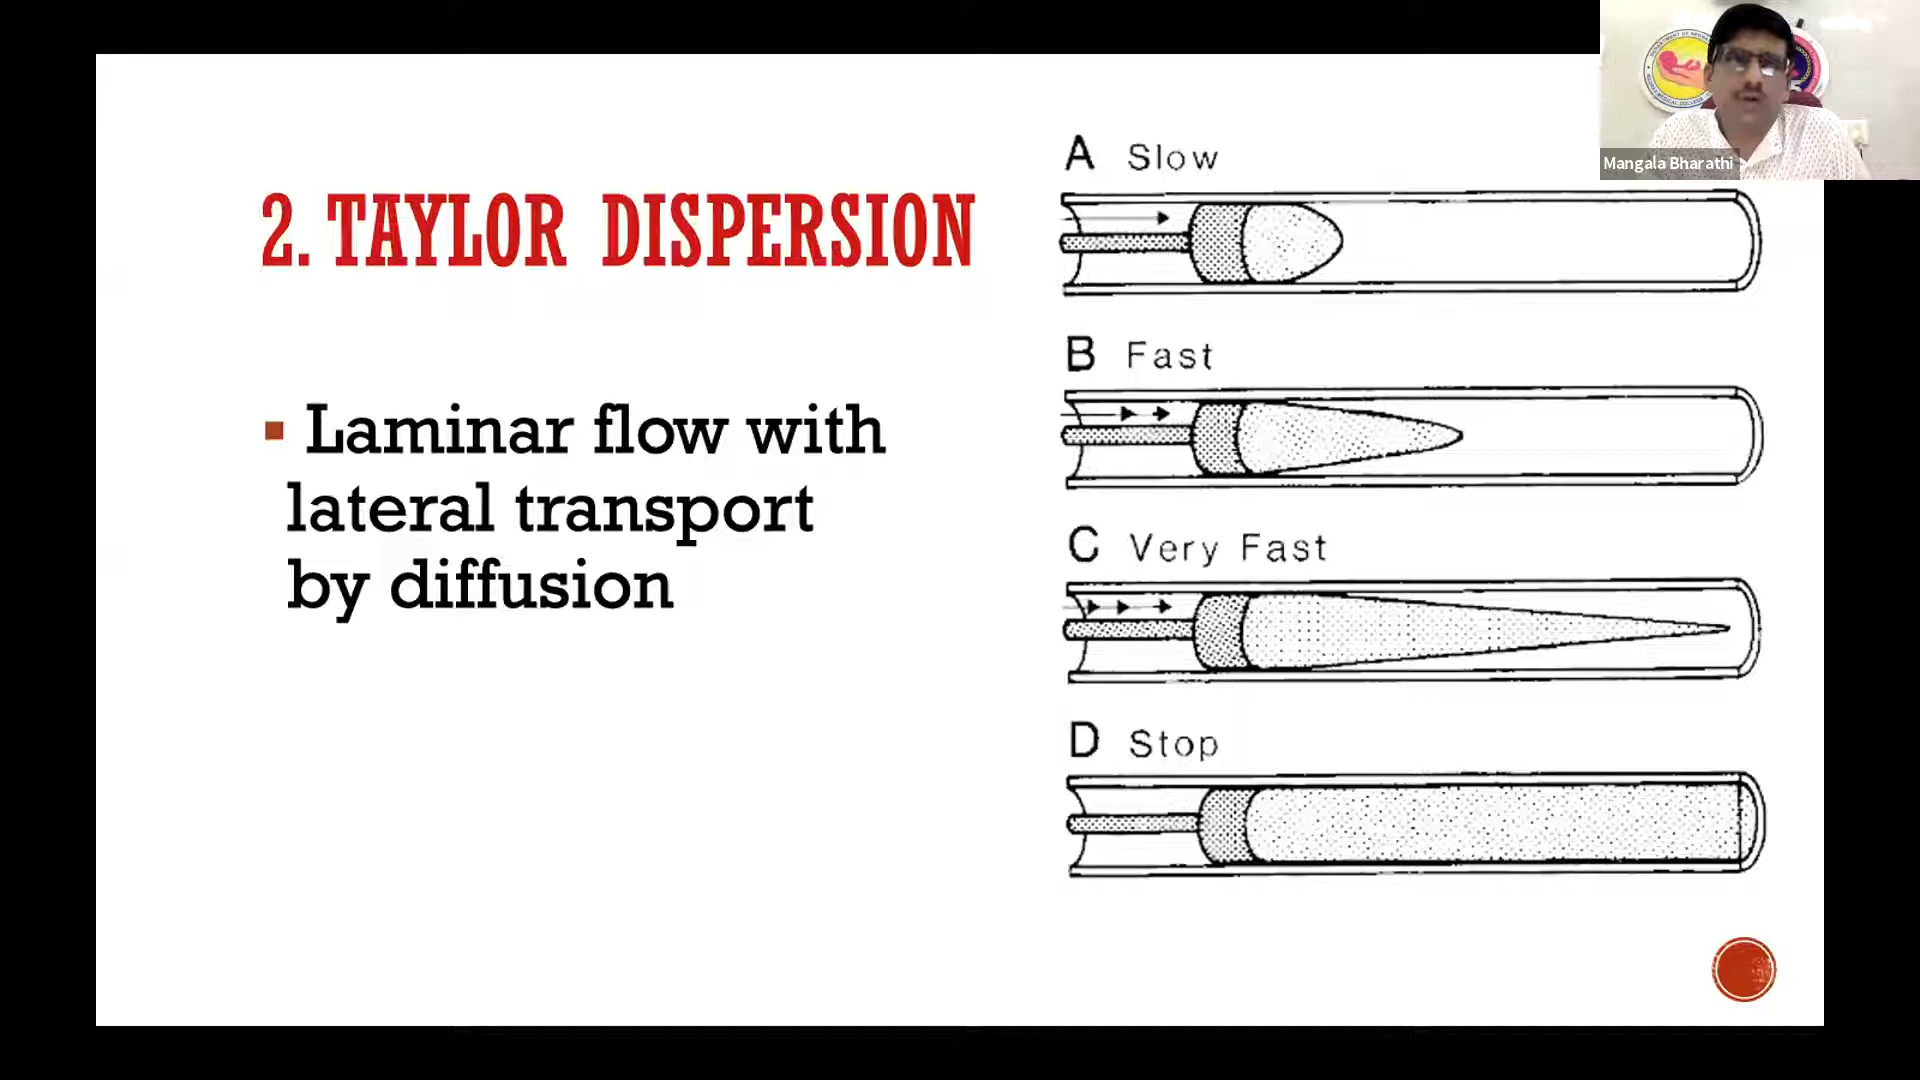 2. TAYLOR DISPERSION
▪ Laminar flow with
lateral transport
by diffusion
A Slow
B Fast
C Very Fast
D Stop
Mangala Bharathi